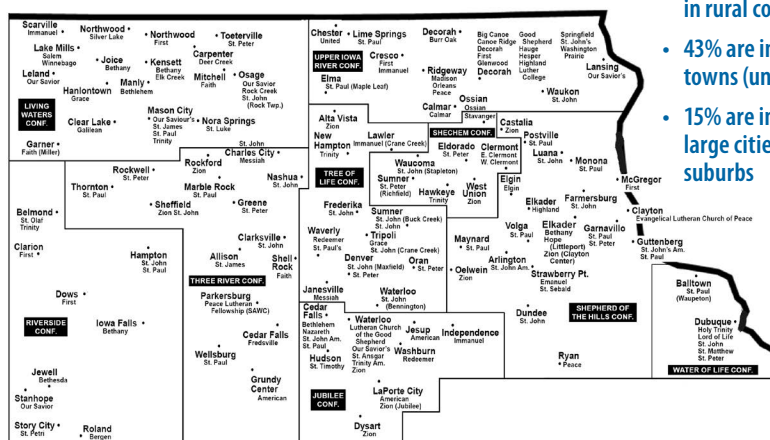 Scarville
Immanuel
Northwood
Silver Lake
Northwood
First
Toeterville
St. Peter
Lake Mills
Salem
Winnebago
Joice
Bethany
Kensett
Bethany
Elk Creek
Carpenter
Deer Creek
Mitchell
Faith
Osage
Our Savior
Rock Creek
St. John
(Rock Twp.)
Leland
Our Savior
Hanlontown
Grace
Manly
Bethlehem
LIVING
WATERS
CONF.
Clear Lake
Galilean
Mason City
Our Saviour's
St. James
St. Paul
Trinity
Nora Springs
St. Luke
Garner
Faith (Miller)
Chester
United
Lime Springs
St. Paul
UPPER IOWA
RIVER CONF.
Cresco
First
Immanuel
Elma
St. Paul (Maple Leaf)
Decorah
Burr Oak
Ridgeway
Madison
Orleans
Peace
Big Canoe
Canoe Ridge
Decorah
First
Glenwood
Decorah
Good
Shepherd
Hauge
Hesper
Highland
Luther
College
Springfield
St. John's
Washington
Prairie
Lansing
Our Savior's
Waukon
St. John
Calmar
Calmar
Ossian
Ossian
Stavanger
Alta Vista
Zion
New
Hampton
Trinity
Lawler
Immanuel (Crane Creek)
SHECHEM CONF.
Castalia
Zion
Eldorado
St. Peter
Clermont
E. Clermont
W. Clermont
Postville
St. Paul
Luana
St. John
Monona
St. Paul
McGregor
First
TREE OF
LIFE CONF.
Waucoma
St. John (Stapleton)
Sumner
St. Peter
(Richfield)
Hawkeye
Trinity
West
Union
Zion
Elgin
Elgin
St. John
Charles City
Messiah
Rockford
Zion
Rockwell
St. Peter
Nashua
St. John
Thornton
St. Paul
Marble Rock
St. Paul
Sheffield
Zion St. John
Greene
St. Peter
Frederika
St. John
Sumner
St. John (Buck Creek)
St. John
Elkader
Highland
Farmersburg
St. John
Clayton
Evangelical Lutheran Church of Peace
Belmond
St. Olaf
Trinity
Clarksville
St. John
Waverly
Redeemer
St. Paul's
Tripoli
Grace
St. John (Crane Creek)
Volga
St. Paul
Elkader
Bethany
Hope
(Littleport)
Zion (Clayton
Center)
Garnavillo
St. Paul
St. Peter
Guttenberg
St. John's Am.
St. Paul
Clarion
First
Hampton
St. John
St. Paul
Allison
St. James
Shell
Rock
Faith
Denver
St. John (Maxfield)
St. Peter
Oran
St. Peter
Maynard
St. Paul
Oelwein
Zion
Arlington
St. John Am.
Strawberry Pt.
Emanuel
St. Sebald
THREE RIVER CONF.
Dows
First
Parkersburg
Peace Lutheran
Fellowship (SAWC)
Janesville
Messiah
Waterloo
St. John
(Bennington)
Balltown
St. Paul
(Waupeton)
RIVERSIDE
CONF.
Iowa Falls
Bethany
Cedar Falls
Fredsville
Cedar
Falls
Bethlehem
Nazareth
St. John Am.
St. Paul
Waterloo
Lutheran Church
of the Good
Shepherd
Our Savior's
St. Ansgar
Trinity Am.
Zion
Jesup
American
Independence
Immanuel
Dundee
St. John
SHEPHERD OF
THE HILLS CONF.
Dubuque
Holy Trinity
Lord of Life
St. John
St. Matthew
St. Peter
WATER OF LIFE CONF.
Wellsburg
St. Paul
Hudson
St. Timothy
Washburn
Redeemer
Ryan
Peace
Jewell
Bethesda
Grundy
Center
American
JUBILEE
CONF.
LaPorte City
American
Zion (Jubilee)
Stanhope
Our Savior
Dysart
Zion
Story City
St. Petri
Roland
Bergen
in rural co
• 43% are in
towns (un
• 15% are in
large cities
suburbs